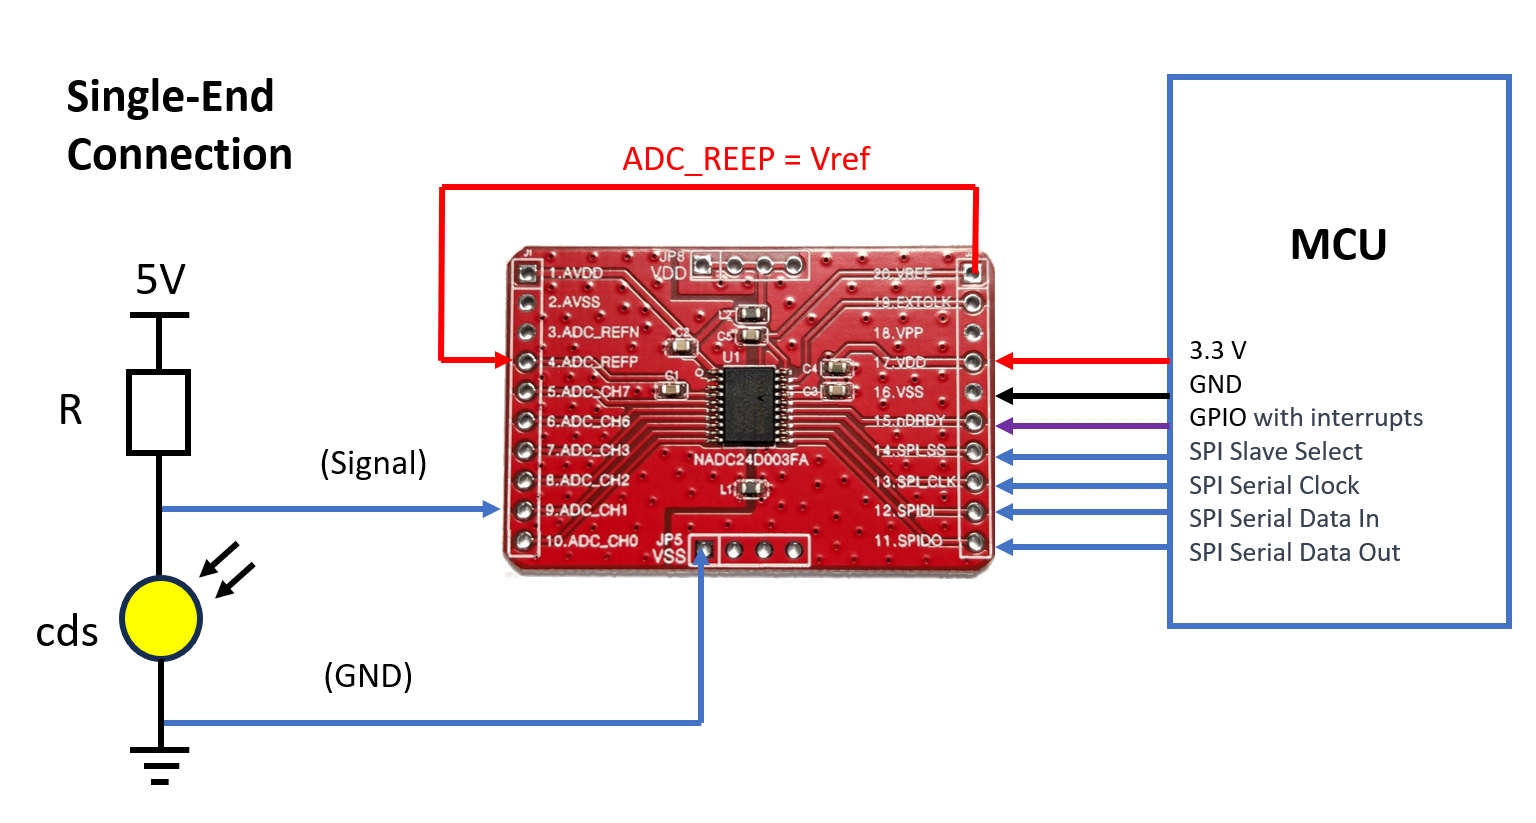 Single-End
Connection
ADC_REEP = Vref
MCU
5V
R
(Signal)
cds
(GND)
J1
1.AVDD
2.AVSS
3.ADC_REFN
4.ADC_REFP
5.ADC_CH7
6.ADC_CH6
7.ADC_CH3
8.ADC_CH2
9.ADC_CH1
10.ADC_CH0
JP8
VDD
L2
C2
C5
U1
C1
C4
C3
NADC24D003FA
L1
JP5
VSS
20.VREF
19.EXTCLK
18.VPP
17.VDD
16.VSS
15.nDRDY
14.SPI_SS
13.SPI_CLK
12.SPIDI
11.SPIDO
3.3 V
GND
GPIO with interrupts
SPI Slave Select
SPI Serial Clock
SPI Serial Data In
SPI Serial Data Out